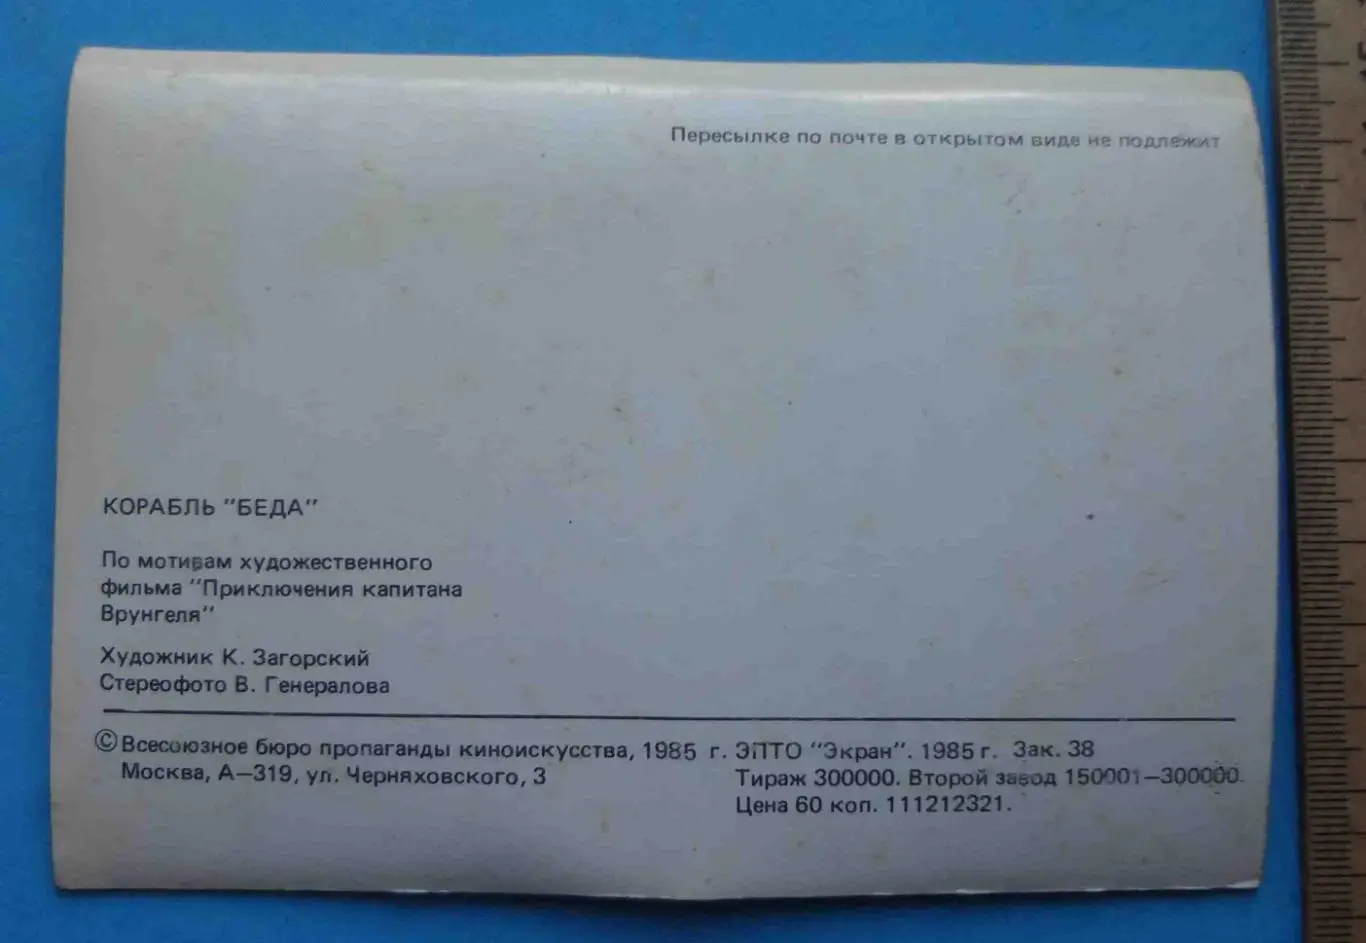 Пересылке по почте в открытом виде не подлежит
КОРАБЛЬ "БЕДА"
По мотивам художественного
фильма "Приключения капитана
Врунгеля"
Художник К. Загорский
Стереофото В. Генералова
© Всесоюзное бюро пропаганды киноискусства, 1985 г. ЭПТО "Экран". 1985 г. Зак. 38
Москва, А–319, ул. Черняховского, 3
Тираж 300000. Второй завод 150001–300000.
Цена 60 коп. 111212321.